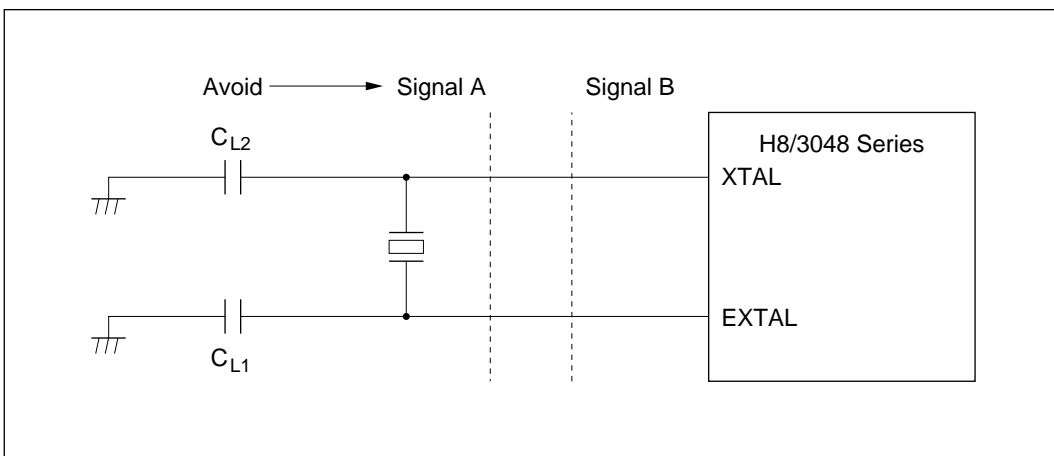 Avoid Signal A Signal B
H8/3048 Series
CL2
XTAL
EXTAL
CL1